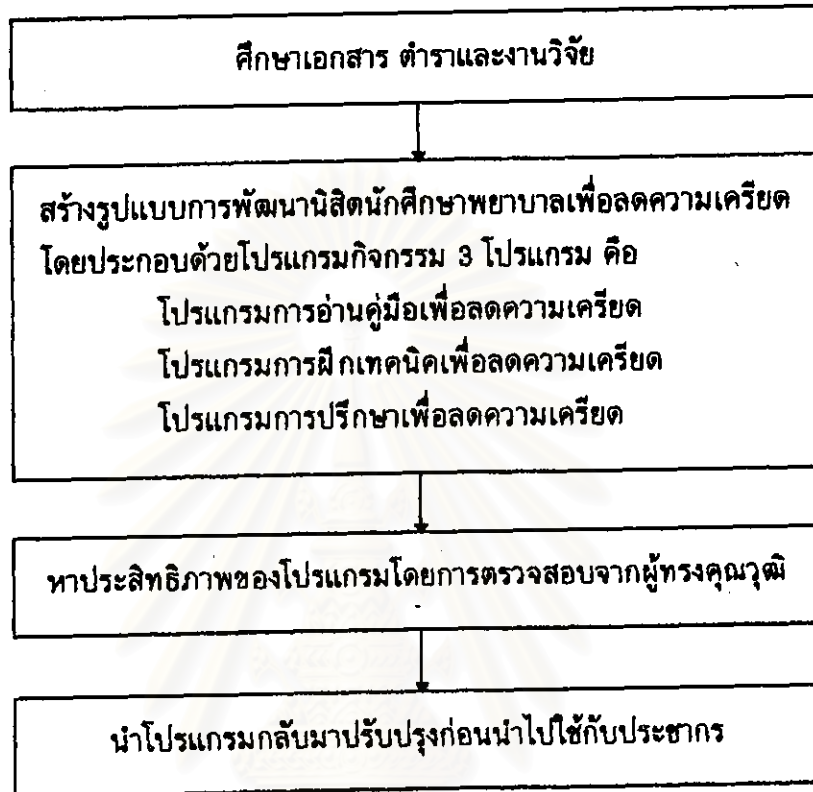 ศึกษาเอกสาร ตำราและงานวิจัย
สร้างรูปแบบการพัฒนานิสิตนักศึกษาพยาบาลเพื่อลดความเครียด
โดยประกอบด้วยโปรแกรมกิจกรรม 3 โปรแกรม คือ
โปรแกรมการอ่านคู่มือเพื่อลดความเครียด
โปรแกรมการฝึกเทคนิคเพื่อลดความเครียด
โปรแกรมการปรึกษาเพื่อลดความเครียด
หาประสิทธิภาพของโปรแกรมโดยการตรวจสอบจากผู้ทรงคุณวุฒิ
นำโปรแกรมกลับมาปรับปรุงก่อนนำไปใช้กับประชากร